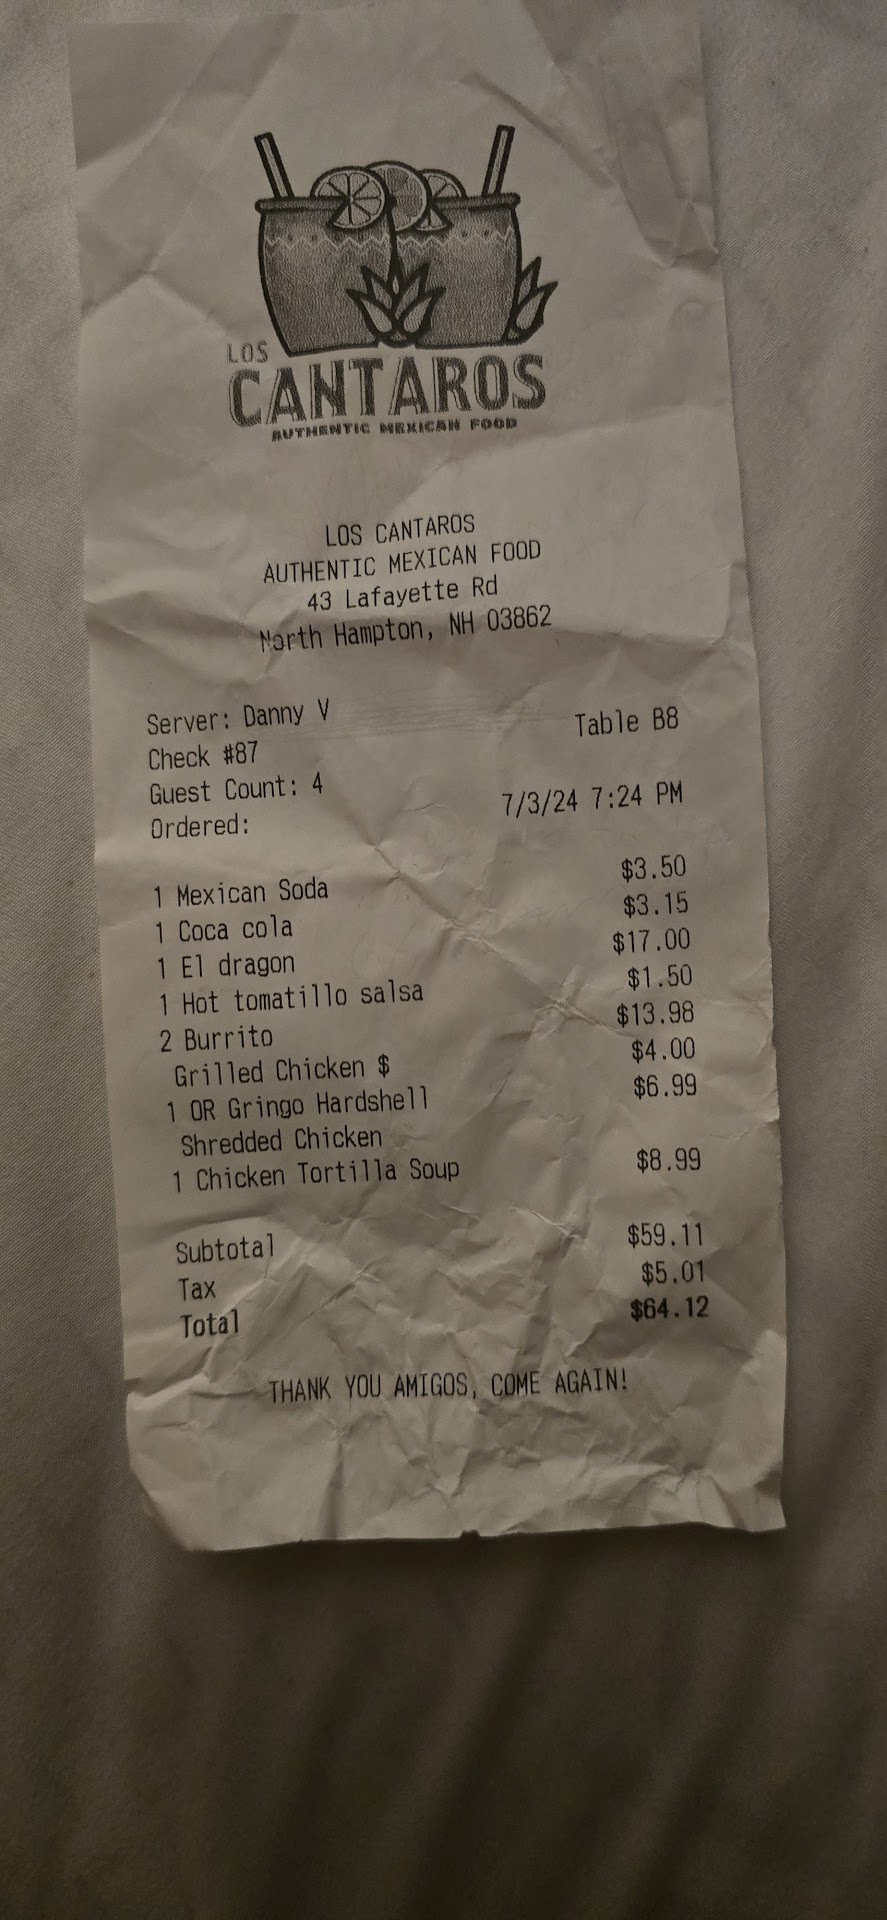 LOS
CANTAROS
AUTHENTIC MEXICAN FOOD
LOS CANTAROS
AUTHENTIC MEXICAN FOOD
43 Lafayette Rd
North Hampton, NH 03862
Server: Danny V
Table B8
Check #87
Guest Count: 4
Ordered: 7/3/24 7:24 PM
1 Mexican Soda $3.50
1 Coca cola $3.15
1 El dragon $17.00
1 Hot tomatillo salsa $1.50
2 Burrito $13.98
Grilled Chicken $ $4.00
1 OR Gringo Hardshell $6.99
Shredded Chicken
1 Chicken Tortilla Soup $8.99
Subtotal $59.11
Tax $5.01
Total $64.12
THANK YOU AMIGOS, COME AGAIN!